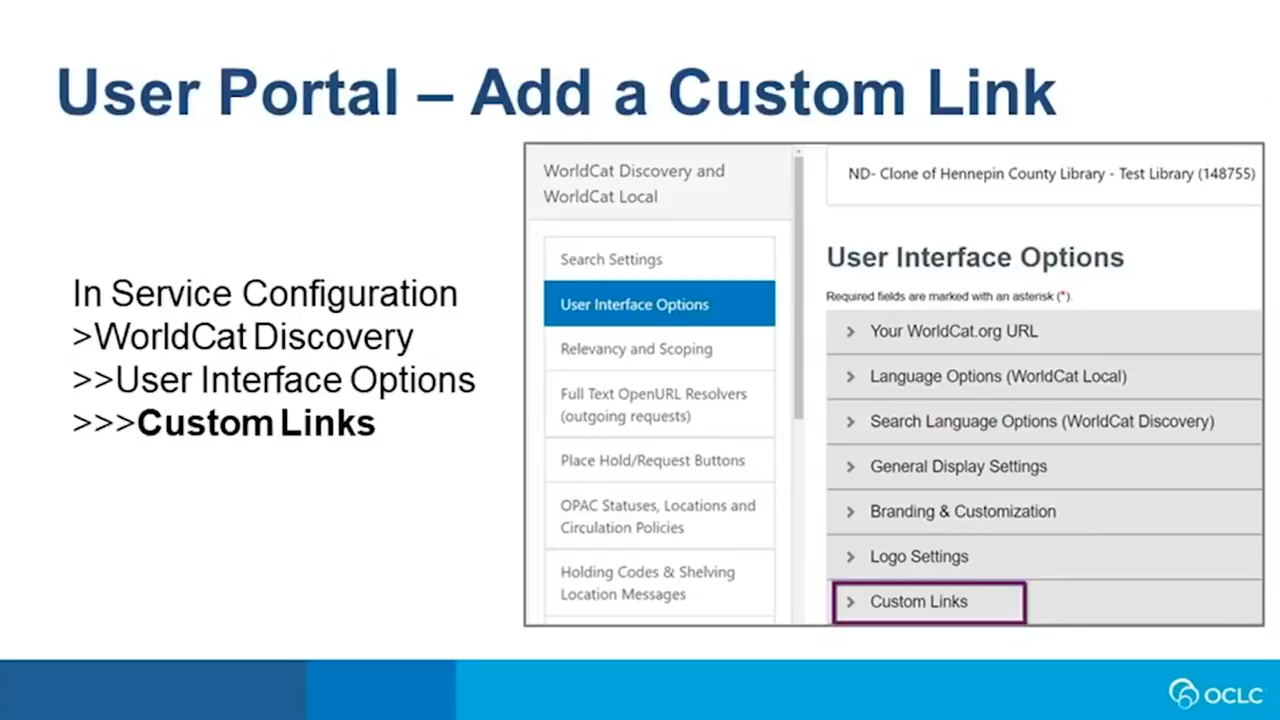 User Portal – Add a Custom Link
In Service Configuration
>WorldCat Discovery
>>User Interface Options
>>>Custom Links
WorldCat Discovery and
WorldCat Local
Search Settings
User Interface Options
Relevancy and Scoping
Full Text OpenURL Resolvers
(outgoing requests)
Place Hold/Request Buttons
OPAC Statuses, Locations and
Circulation Policies
Holding Codes & Shelving
Location Messages
ND- Clone of Hennepin County Library - Test Library (148755)
User Interface Options
Required fields are marked with an asterisk (*).
Your WorldCat.org URL
Language Options (WorldCat Local)
Search Language Options (WorldCat Discovery)
General Display Settings
Branding & Customization
Logo Settings
Custom Links
OCLC